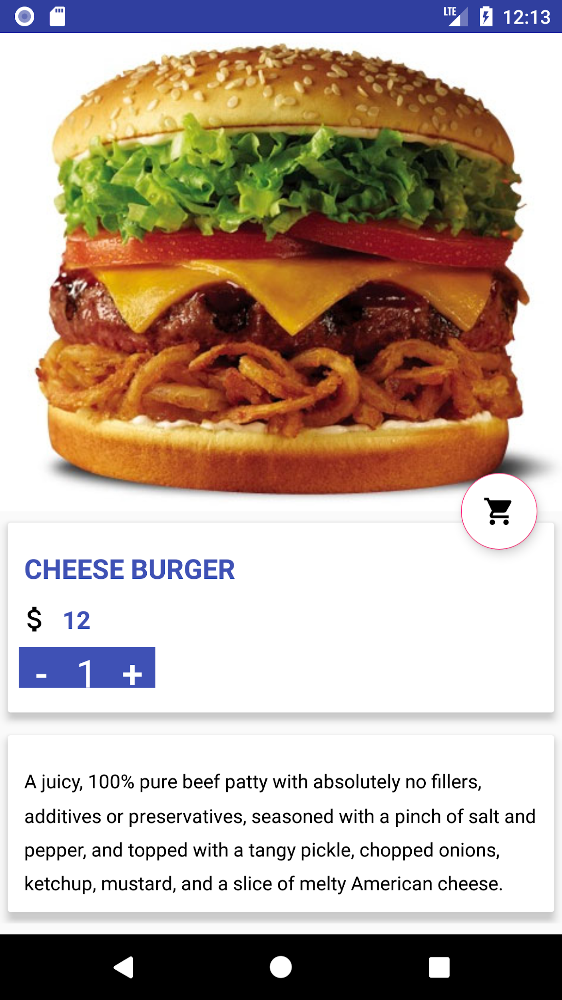 LTE 12:13
CHEESE BURGER
$ 12
- 1 +
A juicy, 100% pure beef patty with absolutely no fillers,
additives or preservatives, seasoned with a pinch of salt and
pepper, and topped with a tangy pickle, chopped onions,
ketchup, mustard, and a slice of melty American cheese.